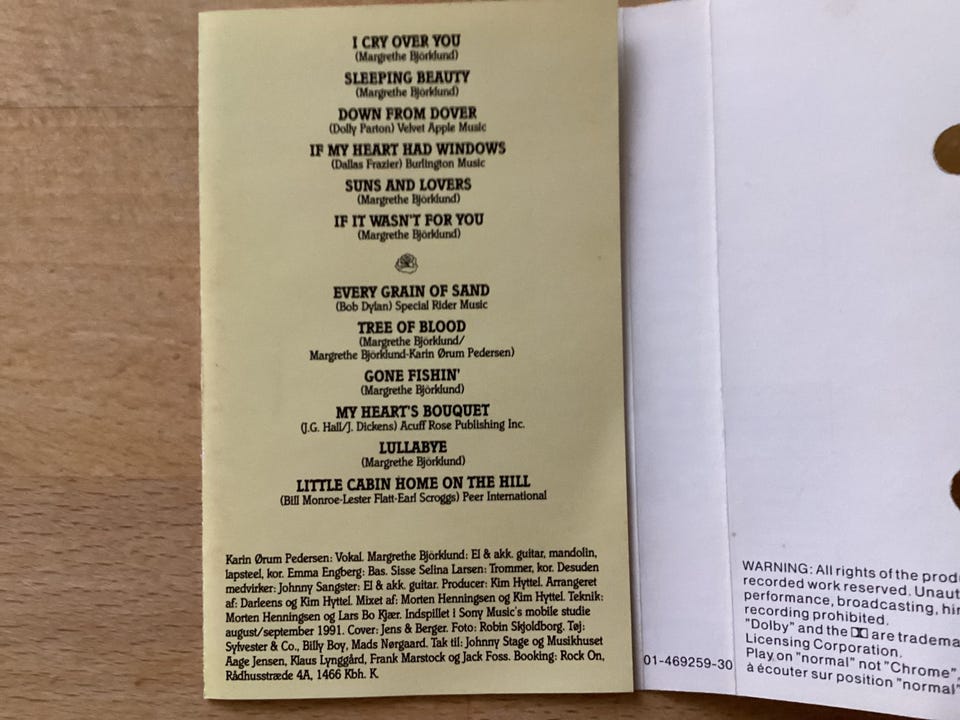 I CRY OVER YOU
(Margrethe Björklund)
SLEEPING BEAUTY
(Margrethe Björklund)
DOWN FROM DOVER
(Dolly Parton) Velvet Apple Music
IF MY HEART HAD WINDOWS
(Dallas Frazier) Burlington Music
SUNS AND LOVERS
(Margrethe Björklund)
IF IT WASN'T FOR YOU
(Margrethe Björklund)
EVERY GRAIN OF SAND
(Bob Dylan) Special Rider Music
TREE OF BLOOD
(Margrethe Björklund/
Margrethe Björklund-Karin Ørum Pedersen)
GONE FISHIN'
(Margrethe Björklund)
MY HEART'S BOUQUET
(J.G. Hall/J. Dickens) Acuff Rose Publishing Inc.
LULLABYE
(Margrethe Björklund)
LITTLE CABIN HOME ON THE HILL
(Bill Monroe-Lester Flatt-Earl Scroggs) Peer International
Karin Ørum Pedersen: Vokal. Margrethe Björklund: El & akk. guitar, mandolin,
lapsteel, kor. Emma Engberg: Bas. Sisse Selina Larsen: Trommer, kor. Desuden
medvirker: Johnny Sangster: El & akk. guitar. Producer: Kim Hyttel. Arrangeret
af: Darleens og Kim Hyttel. Mixet af: Morten Henningsen og Kim Hyttel. Teknik:
Morten Henningsen og Lars Bo Kjær. Indspillet i Sony Music's mobile studie
august/september 1991. Cover: Jens & Berger. Foto: Robin Skjoldborg. Tøj:
Sylvester & Co., Billy Boy, Mads Nørgaard. Tak til: Johnny Stage og Musikhuset
Aage Jensen, Klaus Lynggård, Frank Marstock og Jack Foss. Booking: Rock On,
Rådhusstræde 4A, 1466 Kbh. K.
01-469259-30
WARNING: All rights of the prod
recorded work reserved. Unaut
performance, broadcasting, hir
recording prohibited.
"Dolby" and the are tradema
Licensing Corporation.
Play on "normal" not "Chrome",
à écouter sur position "normal"